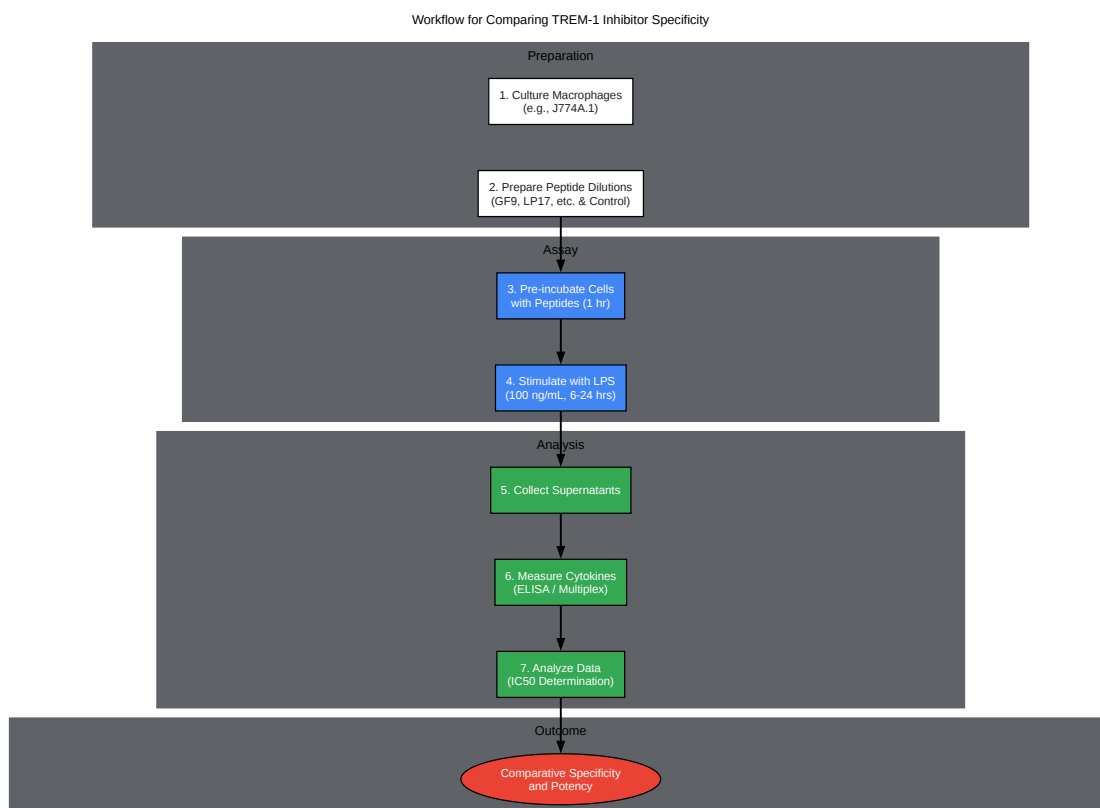 Workflow for Comparing TREM-1 Inhibitor Specificity
Preparation
1. Culture Macrophages
(e.g., J774A.1)
2. Prepare Peptide Dilutions
(GF9, LP17, etc. & Control)
Assay
3. Pre-incubate Cells
with Peptides (1 hr)
4. Stimulate with LPS
(100 ng/mL, 6-24 hrs)
Analysis
5. Collect Supernatants
6. Measure Cytokines
(ELISA / Multiplex)
7. Analyze Data
(IC50 Determination)
Outcome
Comparative Specificity
and Potency